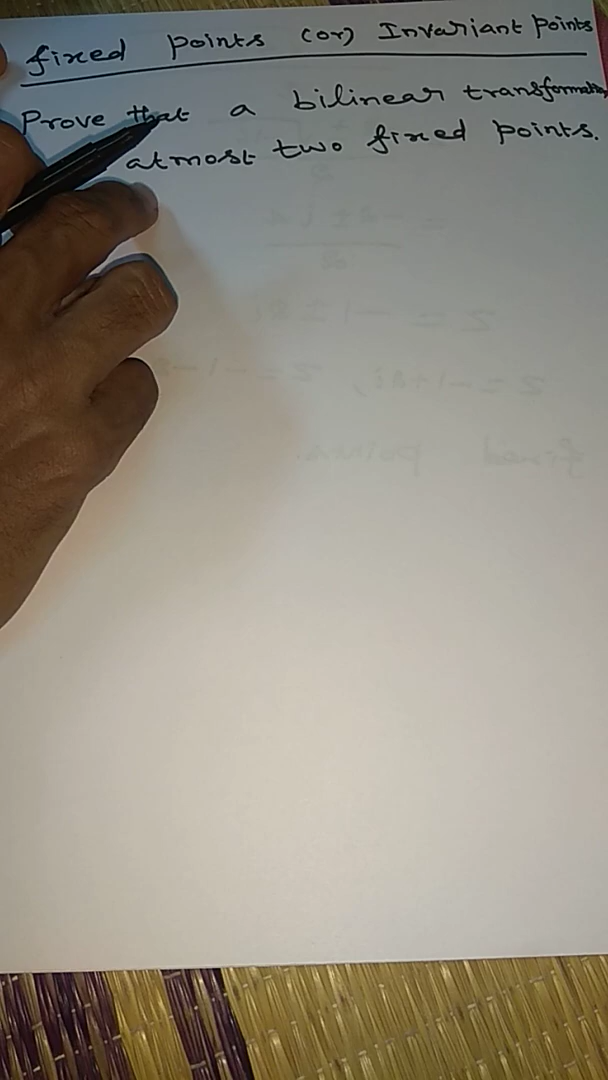 fixed points (or) Invariant points
Prove that a bilinear transformation
atmost two fixed points.